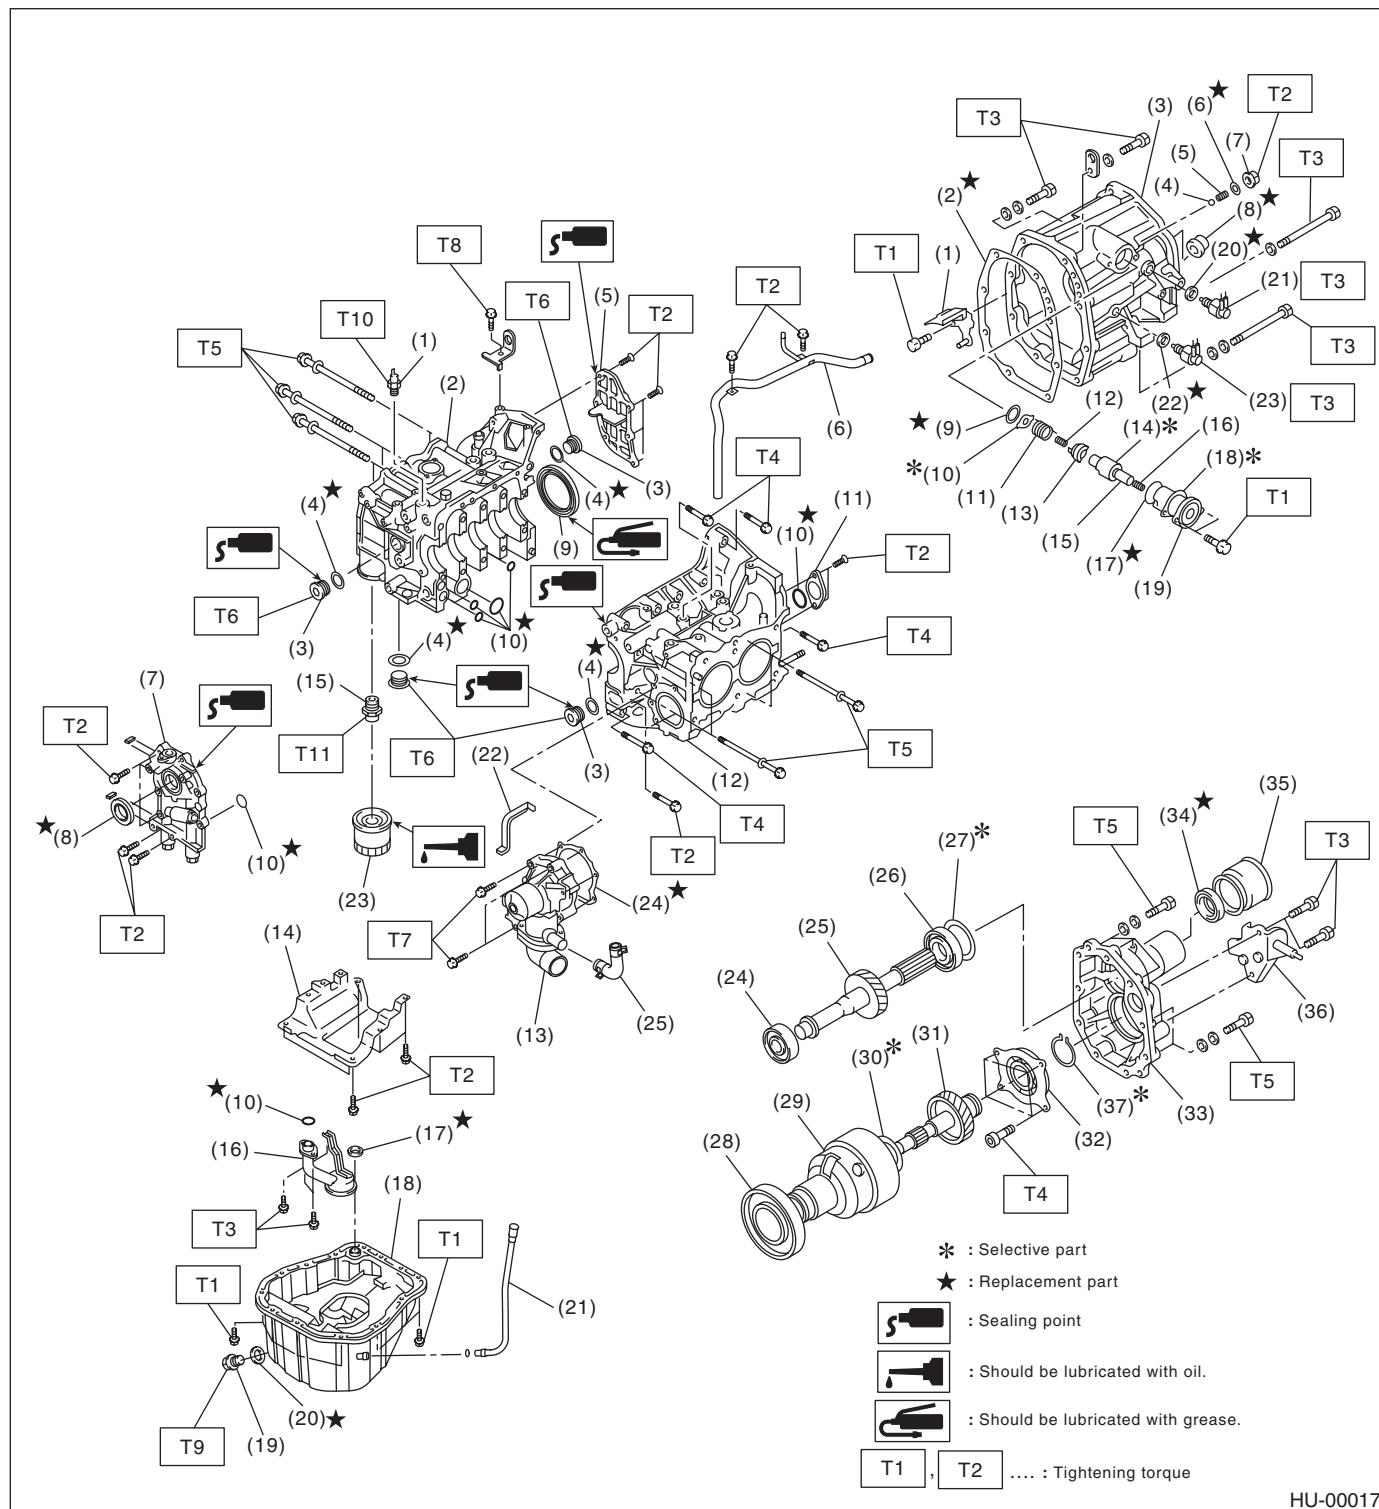 T3
(3)
(6)★
T2
(7)
(5)
T3
(4)
(2)★
(8)★
T8
(20)★
T1
(1)
(21)
T3
T6
(5)
T2
T2
T10
(1)
T5
(2)
T3
(22)★
(23)
T3
(12)
(6)
★(9)
(14)*
(16)
T4
*(10)
(18)*
(4)★
(3)
(11)
(13)
T1
(4)★
(11)
(10)★
(15)
(9)
(17)★
(19)
T2
T6
(3)
(10)★
(4)★
★(4)
T4
(7)
(15)
T2
T11
T6
(22)
(3)
(12)
T5
★(8)
(10)★
T4
T2
(35)
(34)★
T5
T3
(27)*
(26)
(23)
(24)★
T2
T7
(14)
(25)
(24)
(13)
(25)
(36)
(31)
(30)*
T2
T5
★(10)
(37)*
(33)
(17)★
(29)
(32)
(16)
(28)
T4
(18)
T3
T1
* : Selective part
T1
★ : Replacement part
(21)
: Sealing point
: Should be lubricated with oil.
(20)★
: Should be lubricated with grease.
T9
(19)
T1 , T2 .... : Tightening torque
HU-00017